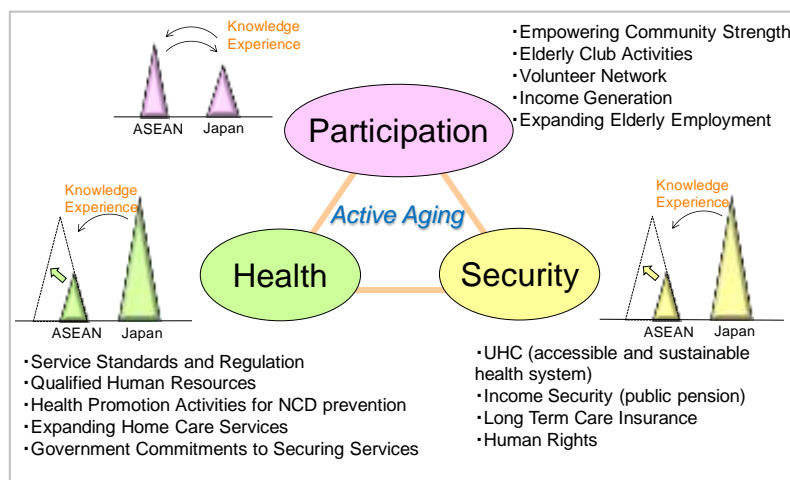 Knowledge
Experience
ASEAN Japan
Participation
・Empowering Community Strength
・Elderly Club Activities
・Volunteer Network
・Income Generation
・Expanding Elderly Employment
Active Aging
Knowledge
Experience
ASEAN Japan
Health
・Service Standards and Regulation
・Qualified Human Resources
・Health Promotion Activities for NCD prevention
・Expanding Home Care Services
・Government Commitments to Securing Services
Security
Knowledge
Experience
ASEAN Japan
・UHC (accessible and sustainable
health system)
・Income Security (public pension)
・Long Term Care Insurance
・Human Rights